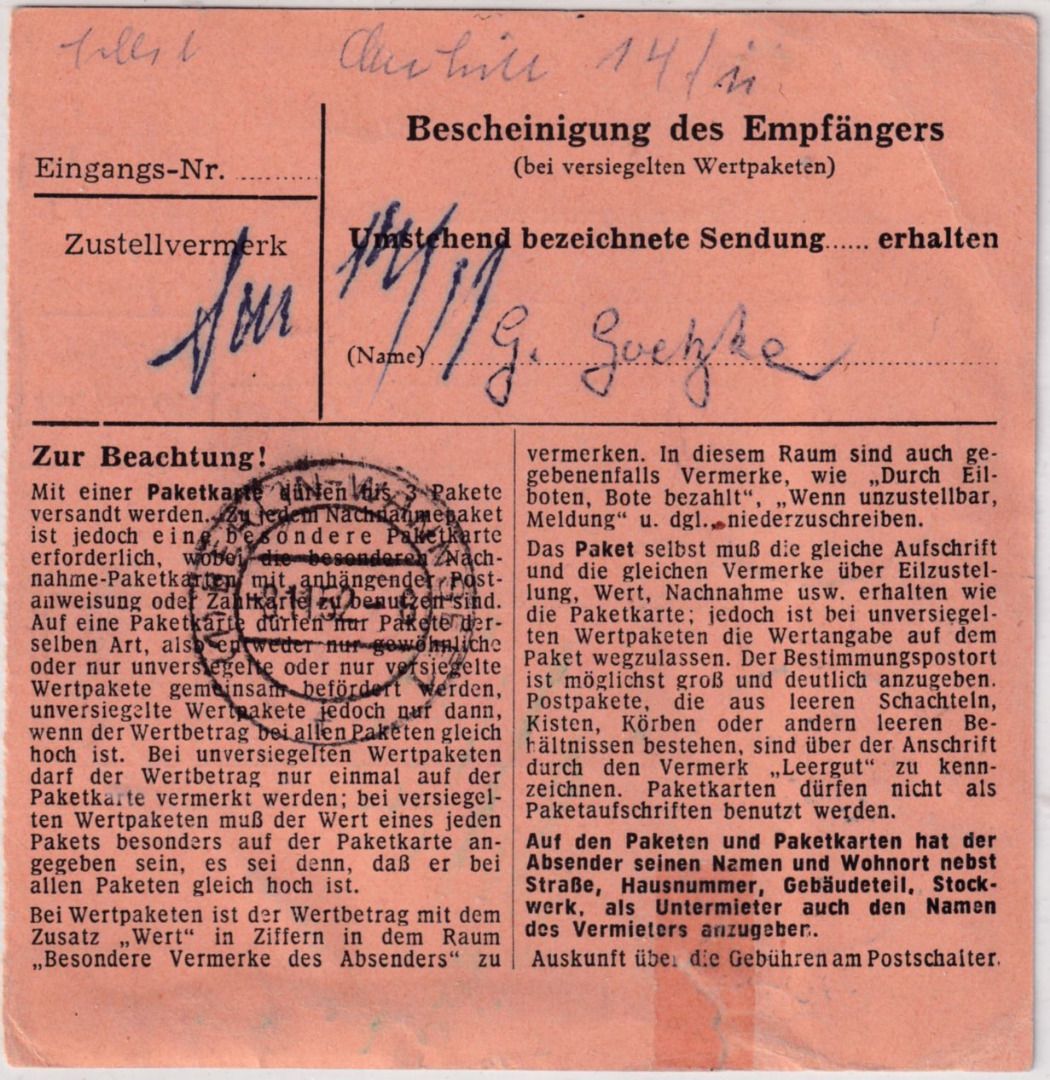 14/11
Bescheinigung des Empfängers
(bei versiegelten Wertpaketen)
Eingangs-Nr. ............
Zustellvermerk
Umstehend bezeichnete Sendung...... erhalten
14/11
(Name) G. Goetzke
Zur Beachtung!
Mit einer Paketkarte dürfen bis 3 Pakete
versandt werden. Zu jedem Nachnahmepaket
ist jedoch eine besondere Paketkarte
erforderlich, wobei die besonderen Nach-
nahme-Paketkarten mit anhängender Post-
anweisung oder Zahlkarte zu benutzen sind.
Auf eine Paketkarte dürfen nur Pakete der-
selben Art, also entweder nur gewöhnliche
oder nur unversiegelte oder nur versiegelte
Wertpakete gemeinsam befördert werden,
unversiegelte Wertpakete jedoch nur dann,
wenn der Wertbetrag bei allen Paketen gleich
hoch ist. Bei unversiegelten Wertpaketen
darf der Wertbetrag nur einmal auf der
Paketkarte vermerkt werden; bei versiegel-
ten Wertpaketen muß der Wert eines jeden
Pakets besonders auf der Paketkarte an-
gegeben sein, es sei denn, daß er bei
allen Paketen gleich hoch ist.
Bei Wertpaketen ist der Wertbetrag mit dem
Zusatz „Wert“ in Ziffern in dem Raum
„Besondere Vermerke des Absenders“ zu
vermerken. In diesem Raum sind auch ge-
gebenenfalls Vermerke, wie „Durch Eil-
boten, Bote bezahlt“, „Wenn unzustellbar,
Meldung“ u. dgl. niederzuschreiben.
Das Paket selbst muß die gleiche Aufschrift
und die gleichen Vermerke über Eilzustel-
lung, Wert, Nachnahme usw. erhalten wie
die Paketkarte; jedoch ist bei unversiegel-
ten Wertpaketen die Wertangabe auf dem
Paket wegzulassen. Der Bestimmungspostort
ist möglichst groß und deutlich anzugeben.
Postpakete, die aus leeren Schachteln,
Kisten, Körben oder andern leeren Be-
hältnissen bestehen, sind über der Anschrift
durch den Vermerk „Leergut“ zu kenn-
zeichnen. Paketkarten dürfen nicht als
Paketaufschriften benutzt werden.
Auf den Paketen und Paketkarten hat der
Absender seinen Namen und Wohnort nebst
Straße, Hausnummer, Gebäudeteil, Stock-
werk, als Untermieter auch den Namen
des Vermieters anzugeben.
Auskunft über die Gebühren am Postschalter.